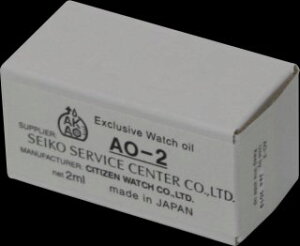 AK
AO
Exclusive Watch oil
AO-2
SUPPLIER:
SEIKO SERVICE CENTER CO.,LTD.
MANUFACTURER: CITIZEN WATCH CO.,LTD.
net 2ml
made in JAPAN